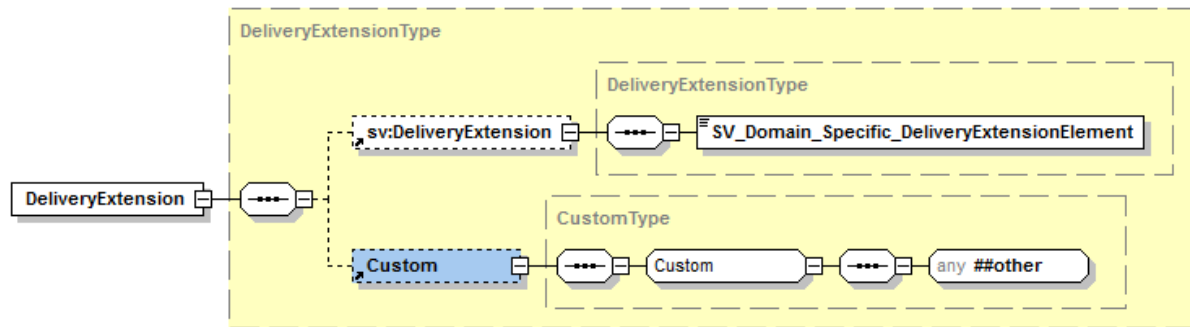 DeliveryExtensionType
DeliveryExtensionType
sv:DeliveryExtension
SV_Domain_Specific_DeliveryExtensionElement
DeliveryExtension
CustomType
Custom
Custom
any ##other